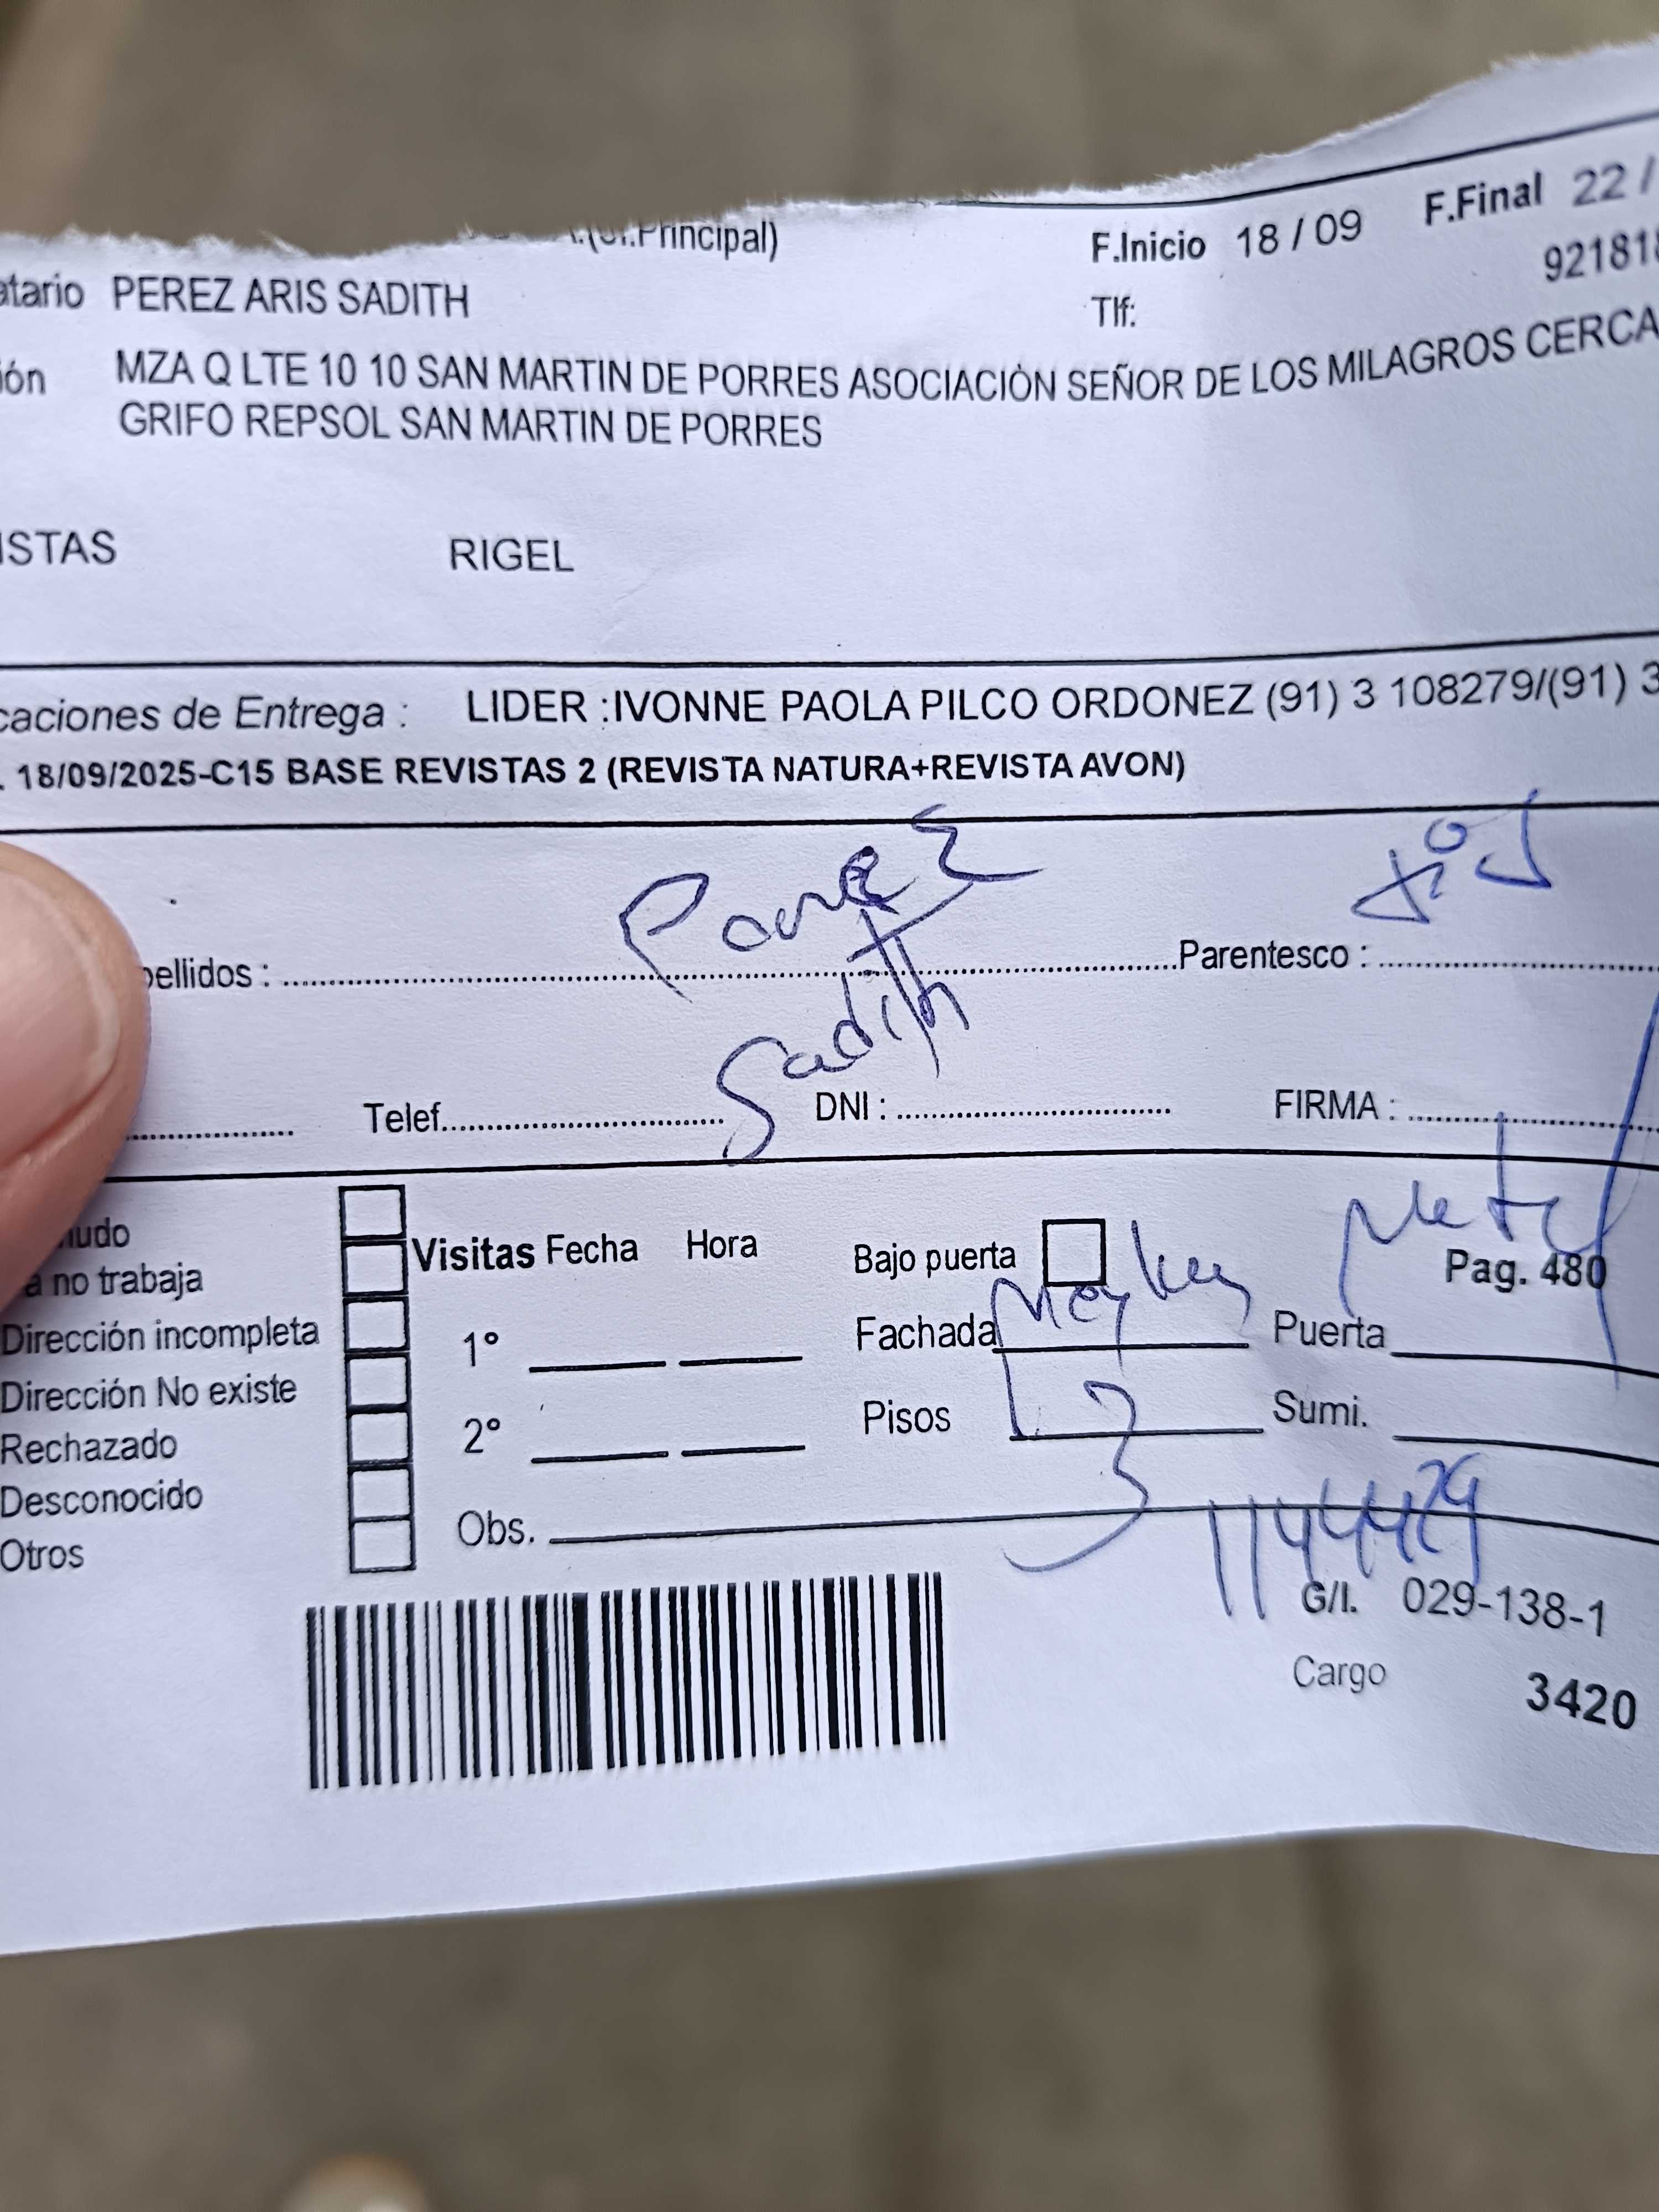 Principal) F.Inicio 18 / 09 F.Final 22 /
atario PEREZ ARIS SADITH Tlf: 92181
ión MZA Q LTE 10 10 SAN MARTIN DE PORRES ASOCIACIÓN SEÑOR DE LOS MILAGROS CERCA
GRIFO REPSOL SAN MARTIN DE PORRES
ISTAS RIGEL
caciones de Entrega : LIDER :IVONNE PAOLA PILCO ORDONEZ (91) 3 108279/(91) 3
. 18/09/2025-C15 BASE REVISTAS 2 (REVISTA NATURA+REVISTA AVON)
Perez
pellidos : Parentesco :
Sadith
Telef. DNI : FIRMA :
udo
a no trabaja
Visitas Fecha Hora Bajo puerta Pag. 480
Dirección incompleta 1° Fachada Puerta
Dirección No existe
Rechazado 2° Pisos 3 Sumi.
Desconocido
Otros Obs.
G/I. 029-138-1
Cargo 3420